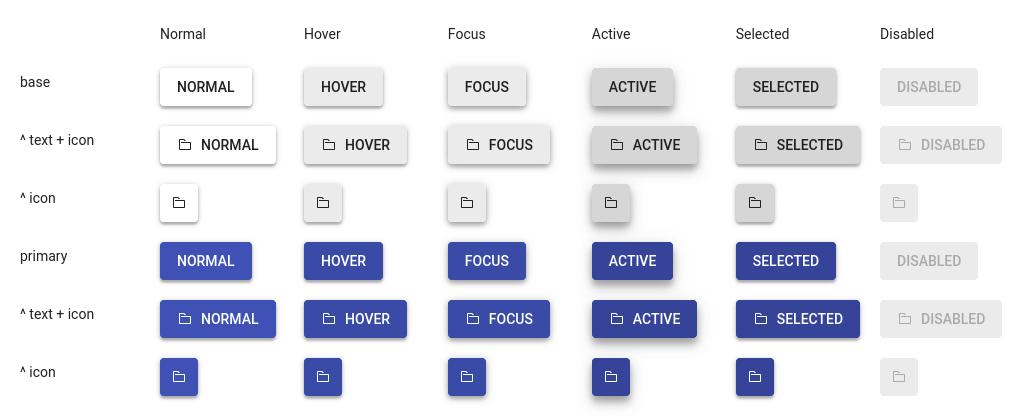 Normal Hover Focus Active Selected Disabled
base NORMAL HOVER FOCUS ACTIVE SELECTED DISABLED
^ text + icon NORMAL HOVER FOCUS ACTIVE SELECTED DISABLED
^ icon
primary NORMAL HOVER FOCUS ACTIVE SELECTED DISABLED
^ text + icon NORMAL HOVER FOCUS ACTIVE SELECTED DISABLED
^ icon